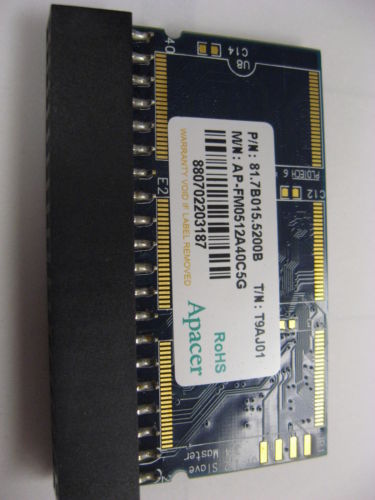 P/N: 81.7B015.5200B T/N: T9AJ01
M/N: AP-FM0512A40C5G
880702203187
WARRANTY VOID IF LABEL REMOVED
RoHS
Apacer
40
U8
C14
E2
C12
Slave
Master